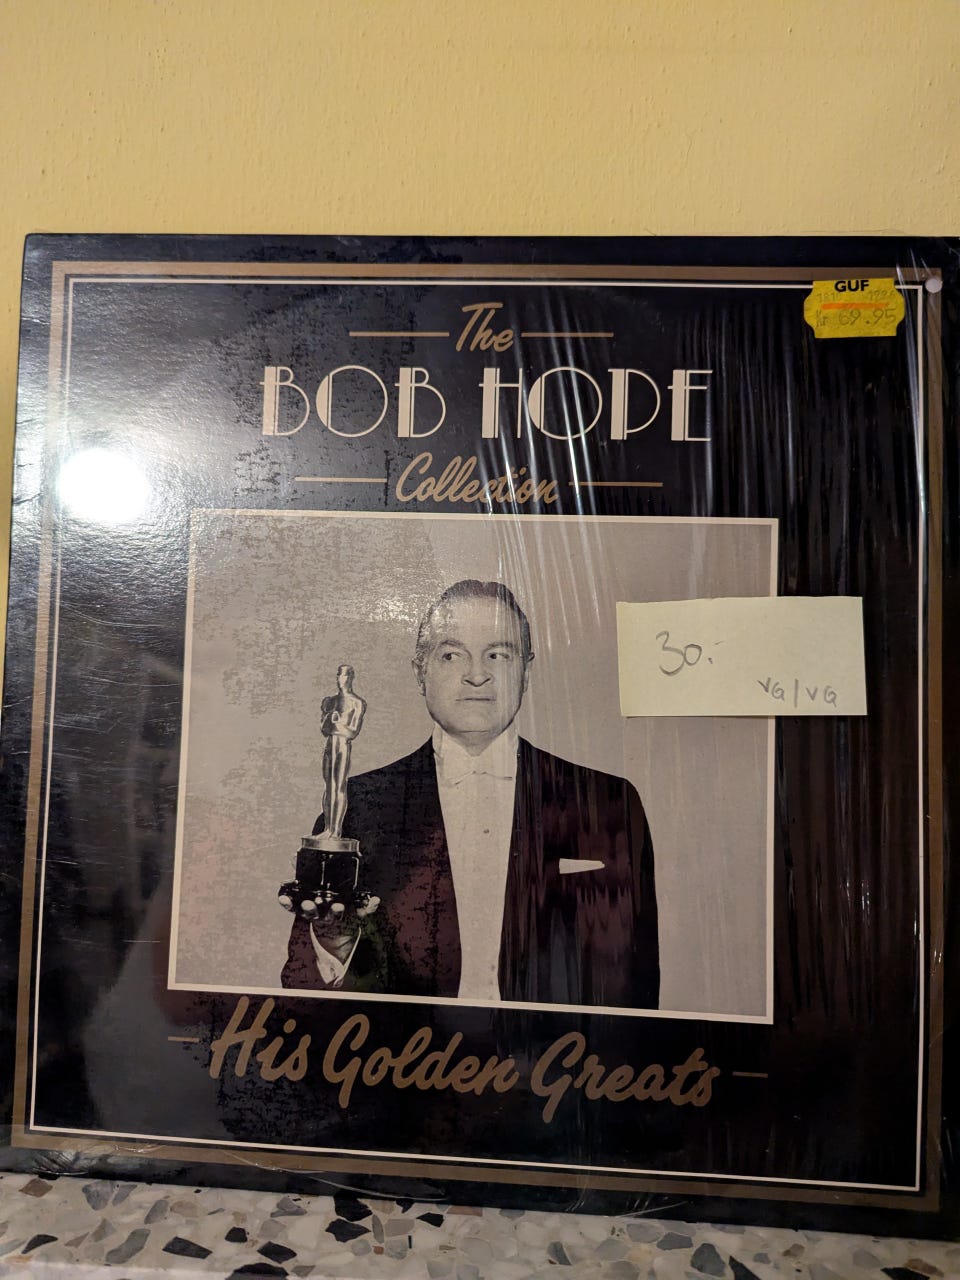 GUF
Kr 69.95
The
BOB HOPE
Collection
30.-
VG/VG
His Golden Greats